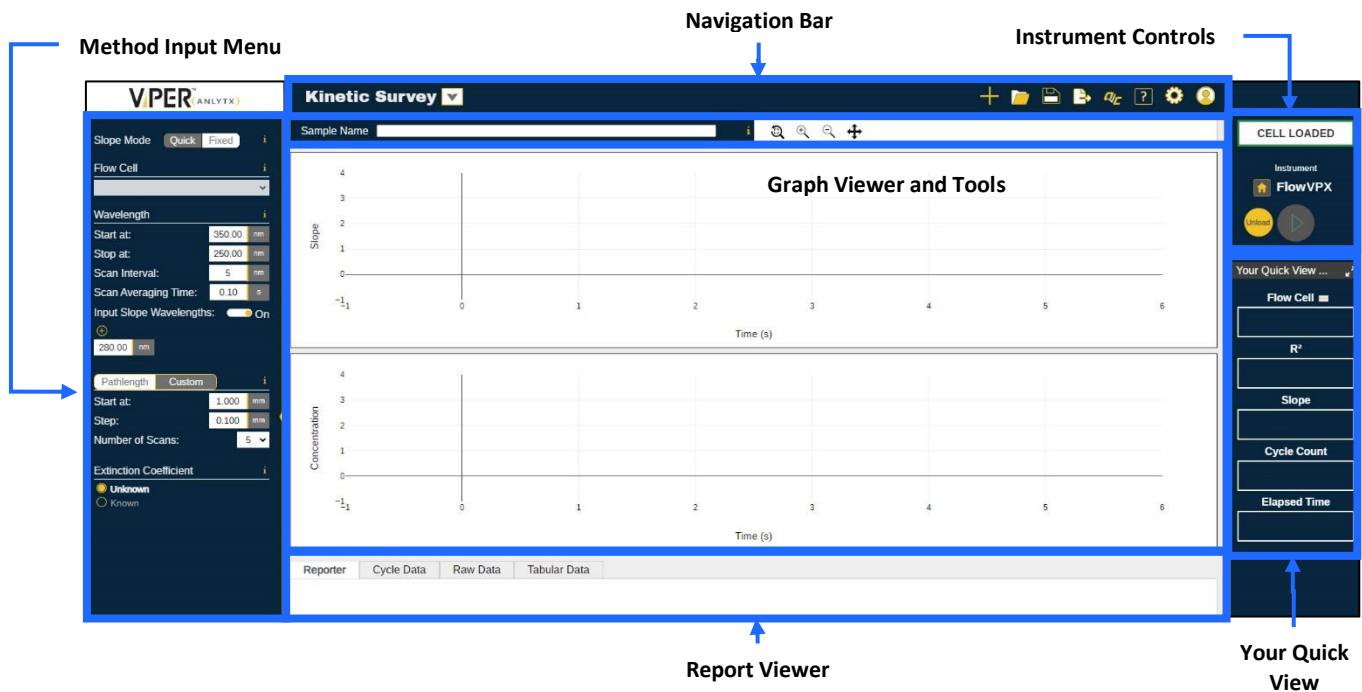 Navigation Bar
Method Input Menu
Instrument Controls
VIPER (ANLYTX)
Kinetic Survey
A/C ?
Slope Mode Quick Fixed i
Sample Name i
CELL LOADED
Flow Cell i
Instrument
FlowVPX
Unload
Wavelength i
Start at: 350.00 nm
Stop at: 250.00 nm
Scan Interval: 5 nm
Scan Averaging Time: 0.10 s
Input Slope Wavelengths: On
280.00 nm
Pathlength Custom i
Start at: 1.000 mm
Step: 0.100 mm
Number of Scans: 5
Extinction Coefficient i
Unknown
Known
Graph Viewer and Tools
4
3
2
1
0
−1
Slope
−1 0 1 2 3 4 5 6
Time (s)
4
3
2
1
0
−1
Concentration
−1 0 1 2 3 4 5 6
Time (s)
Reporter Cycle Data Raw Data Tabular Data
Your Quick View ...
Flow Cell
R²
Slope
Cycle Count
Elapsed Time
Report Viewer
Your Quick
View